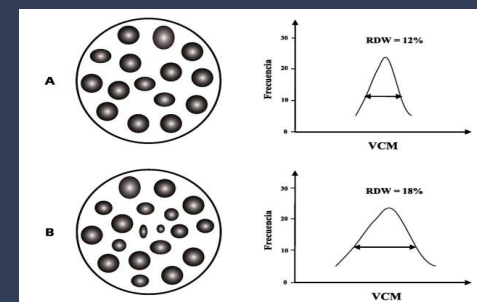 A
30
20
10
0
Frecuencia
RDW = 12%
VCM
B
30
20
10
0
Frecuencia
RDW = 18%
VCM